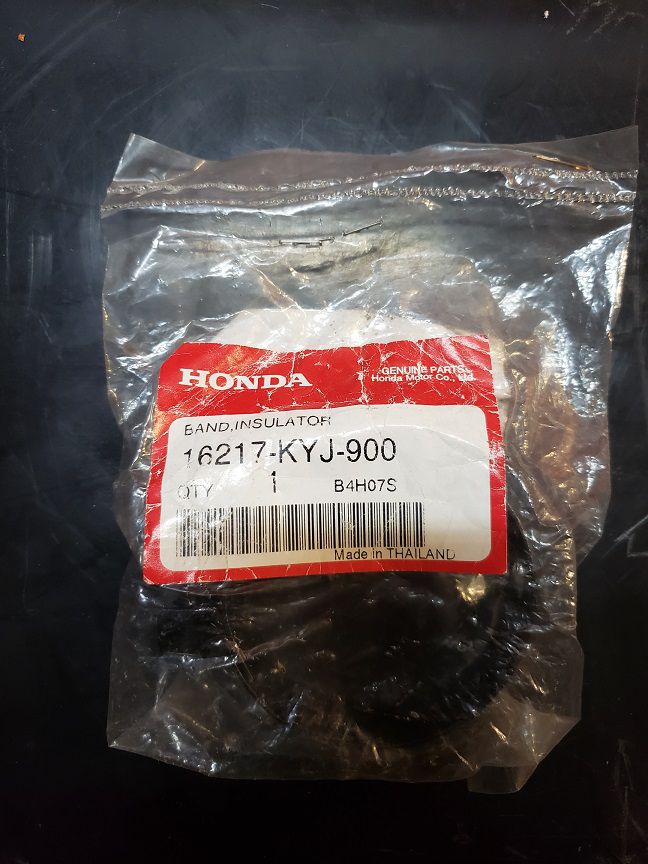 HONDA
GENUINE PARTS
Honda Motor Co., Ltd.
BAND,INSULATOR
16217-KYJ-900
QTY 1 B4H07S
Made in THAILAND